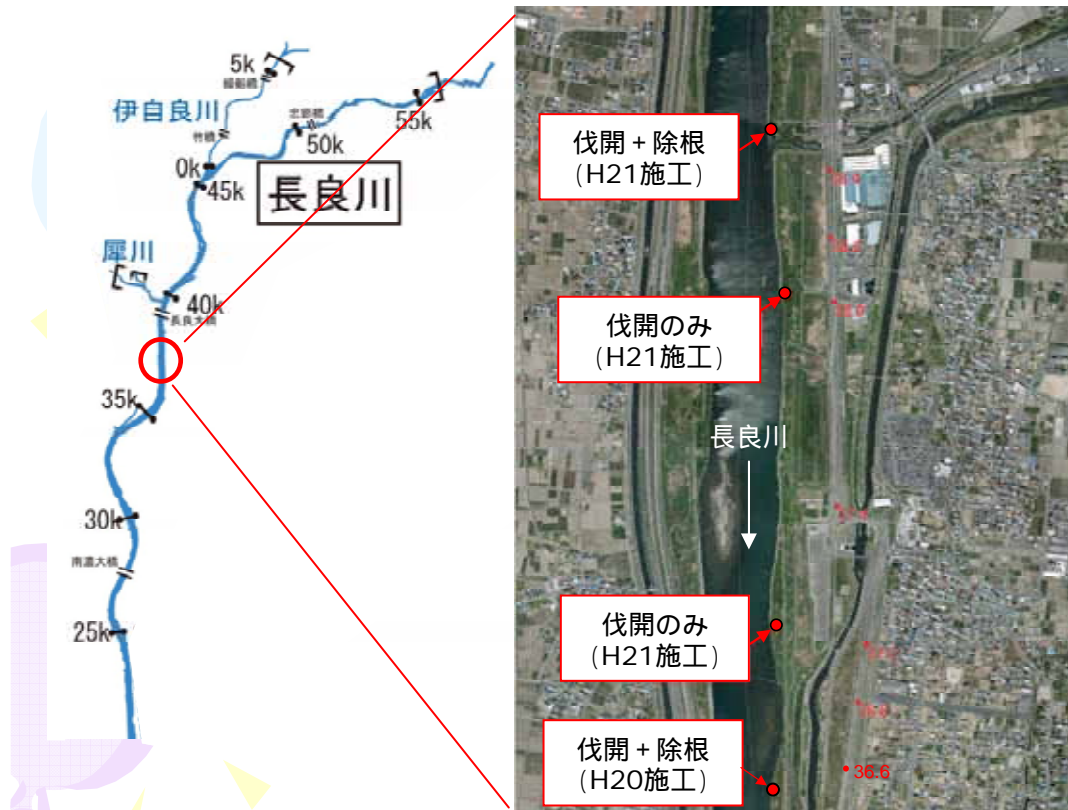 5k
伊自良川
竹橋
55k
50k
0k
45k
長良川
犀川
40k
長良大橋
35k
30k
南濃大橋
25k
伐開+除根
(H21施工)
伐開のみ
(H21施工)
長良川
伐開のみ
(H21施工)
伐開+除根
(H20施工)
36.6